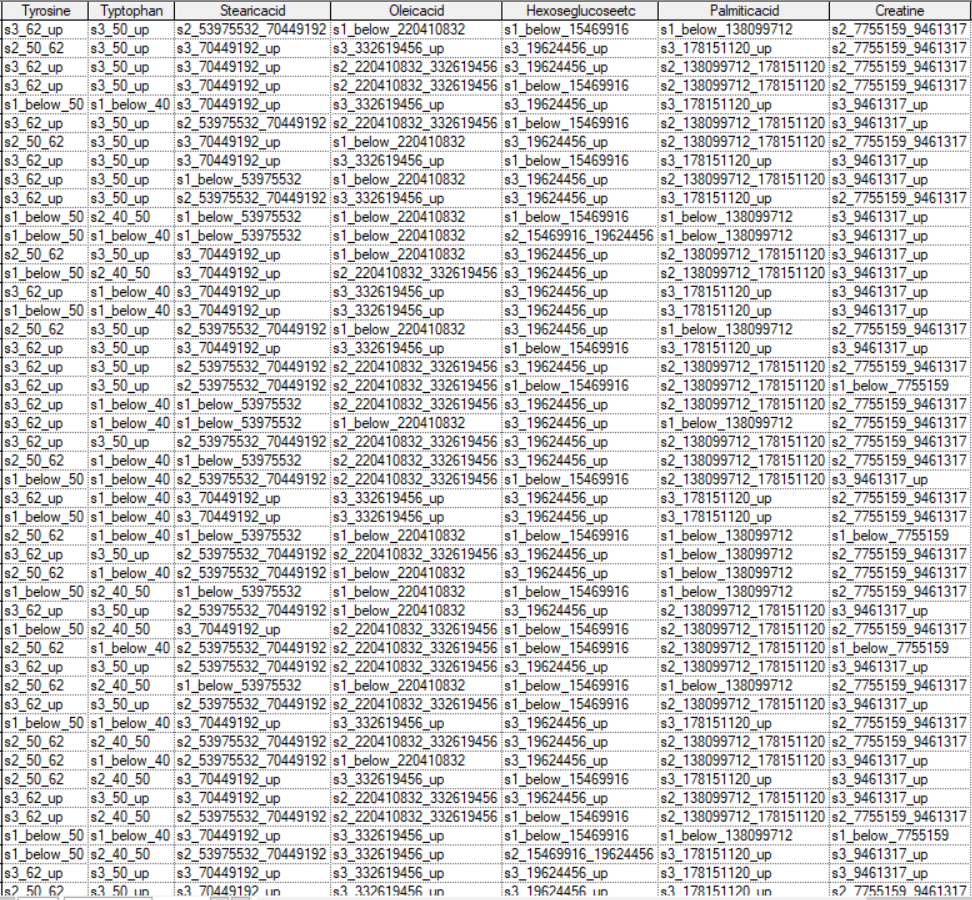 Tyrosine Typtophan Stearicacid Oleicacid Hexoseglucoseetc Palmiticacid Creatine
s3_62_up s3_50_up s2_53975532_70449192 s1_below_220410832 s1_below_15469916 s1_below_138099712 s2_7755159_9461317
s2_50_62 s3_50_up s3_70449192_up s3_332619456_up s3_19624456_up s3_178151120_up s2_7755159_9461317
s3_62_up s3_50_up s3_70449192_up s2_220410832_332619456 s3_19624456_up s2_138099712_178151120 s2_7755159_9461317
s3_62_up s3_50_up s3_70449192_up s2_220410832_332619456 s1_below_15469916 s2_138099712_178151120 s2_7755159_9461317
s1_below_50 s1_below_40 s3_70449192_up s3_332619456_up s3_19624456_up s3_178151120_up s3_9461317_up
s3_62_up s3_50_up s2_53975532_70449192 s2_220410832_332619456 s1_below_15469916 s2_138099712_178151120 s3_9461317_up
s2_50_62 s3_50_up s3_70449192_up s1_below_220410832 s3_19624456_up s2_138099712_178151120 s2_7755159_9461317
s3_62_up s3_50_up s3_70449192_up s3_332619456_up s1_below_15469916 s3_178151120_up s3_9461317_up
s3_62_up s3_50_up s1_below_53975532 s1_below_220410832 s3_19624456_up s2_138099712_178151120 s3_9461317_up
s3_62_up s3_50_up s2_53975532_70449192 s3_332619456_up s3_19624456_up s3_178151120_up s2_7755159_9461317
s1_below_50 s2_40_50 s1_below_53975532 s1_below_220410832 s1_below_15469916 s1_below_138099712 s3_9461317_up
s1_below_50 s1_below_40 s1_below_53975532 s1_below_220410832 s2_15469916_19624456 s1_below_138099712 s3_9461317_up
s2_50_62 s3_50_up s3_70449192_up s1_below_220410832 s3_19624456_up s2_138099712_178151120 s3_9461317_up
s1_below_50 s2_40_50 s3_70449192_up s2_220410832_332619456 s3_19624456_up s2_138099712_178151120 s3_9461317_up
s3_62_up s1_below_40 s3_70449192_up s3_332619456_up s3_19624456_up s3_178151120_up s3_9461317_up
s1_below_50 s1_below_40 s3_70449192_up s3_332619456_up s3_19624456_up s3_178151120_up s3_9461317_up
s2_50_62 s3_50_up s2_53975532_70449192 s1_below_220410832 s3_19624456_up s1_below_138099712 s2_7755159_9461317
s3_62_up s3_50_up s3_70449192_up s3_332619456_up s1_below_15469916 s3_178151120_up s3_9461317_up
s3_62_up s3_50_up s2_53975532_70449192 s2_220410832_332619456 s3_19624456_up s2_138099712_178151120 s2_7755159_9461317
s3_62_up s3_50_up s2_53975532_70449192 s2_220410832_332619456 s1_below_15469916 s2_138099712_178151120 s1_below_7755159
s3_62_up s1_below_40 s1_below_53975532 s2_220410832_332619456 s3_19624456_up s2_138099712_178151120 s2_7755159_9461317
s3_62_up s1_below_40 s1_below_53975532 s1_below_220410832 s3_19624456_up s1_below_138099712 s2_7755159_9461317
s3_62_up s3_50_up s2_53975532_70449192 s2_220410832_332619456 s3_19624456_up s2_138099712_178151120 s2_7755159_9461317
s2_50_62 s1_below_40 s1_below_53975532 s2_220410832_332619456 s3_19624456_up s2_138099712_178151120 s2_7755159_9461317
s1_below_50 s1_below_40 s2_53975532_70449192 s2_220410832_332619456 s1_below_15469916 s2_138099712_178151120 s3_9461317_up
s3_62_up s1_below_40 s3_70449192_up s3_332619456_up s3_19624456_up s3_178151120_up s2_7755159_9461317
s1_below_50 s1_below_40 s3_70449192_up s3_332619456_up s3_19624456_up s3_178151120_up s2_7755159_9461317
s2_50_62 s1_below_40 s1_below_53975532 s1_below_220410832 s1_below_15469916 s1_below_138099712 s1_below_7755159
s3_62_up s3_50_up s2_53975532_70449192 s2_220410832_332619456 s3_19624456_up s1_below_138099712 s2_7755159_9461317
s2_50_62 s1_below_40 s2_53975532_70449192 s1_below_220410832 s3_19624456_up s1_below_138099712 s2_7755159_9461317
s1_below_50 s2_40_50 s1_below_53975532 s1_below_220410832 s1_below_15469916 s1_below_138099712 s2_7755159_9461317
s3_62_up s3_50_up s2_53975532_70449192 s1_below_220410832 s3_19624456_up s2_138099712_178151120 s3_9461317_up
s1_below_50 s2_40_50 s3_70449192_up s2_220410832_332619456 s1_below_15469916 s2_138099712_178151120 s2_7755159_9461317
s2_50_62 s1_below_40 s2_53975532_70449192 s2_220410832_332619456 s1_below_15469916 s2_138099712_178151120 s1_below_7755159
s3_62_up s3_50_up s2_53975532_70449192 s2_220410832_332619456 s3_19624456_up s2_138099712_178151120 s3_9461317_up
s2_50_62 s2_40_50 s1_below_53975532 s1_below_220410832 s1_below_15469916 s1_below_138099712 s2_7755159_9461317
s3_62_up s3_50_up s2_53975532_70449192 s2_220410832_332619456 s1_below_15469916 s2_138099712_178151120 s3_9461317_up
s1_below_50 s1_below_40 s3_70449192_up s3_332619456_up s3_19624456_up s3_178151120_up s2_7755159_9461317
s2_50_62 s2_40_50 s2_53975532_70449192 s2_220410832_332619456 s3_19624456_up s2_138099712_178151120 s2_7755159_9461317
s2_50_62 s1_below_40 s2_53975532_70449192 s1_below_220410832 s3_19624456_up s2_138099712_178151120 s3_9461317_up
s2_50_62 s2_40_50 s3_70449192_up s3_332619456_up s1_below_15469916 s3_178151120_up s3_9461317_up
s3_62_up s3_50_up s3_70449192_up s2_220410832_332619456 s3_19624456_up s2_138099712_178151120 s3_9461317_up
s3_62_up s2_40_50 s2_53975532_70449192 s2_220410832_332619456 s1_below_15469916 s2_138099712_178151120 s3_9461317_up
s1_below_50 s1_below_40 s3_70449192_up s3_332619456_up s1_below_15469916 s1_below_138099712 s1_below_7755159
s1_below_50 s2_40_50 s2_53975532_70449192 s3_332619456_up s2_15469916_19624456 s3_178151120_up s3_9461317_up
s3_62_up s3_50_up s3_70449192_up s3_332619456_up s3_19624456_up s3_178151120_up s3_9461317_up
s2_50_62 s3_50_up s3_70449192_up s3_332619456_up s3_19624456_up s3_178151120_up s2_7755159_9461317